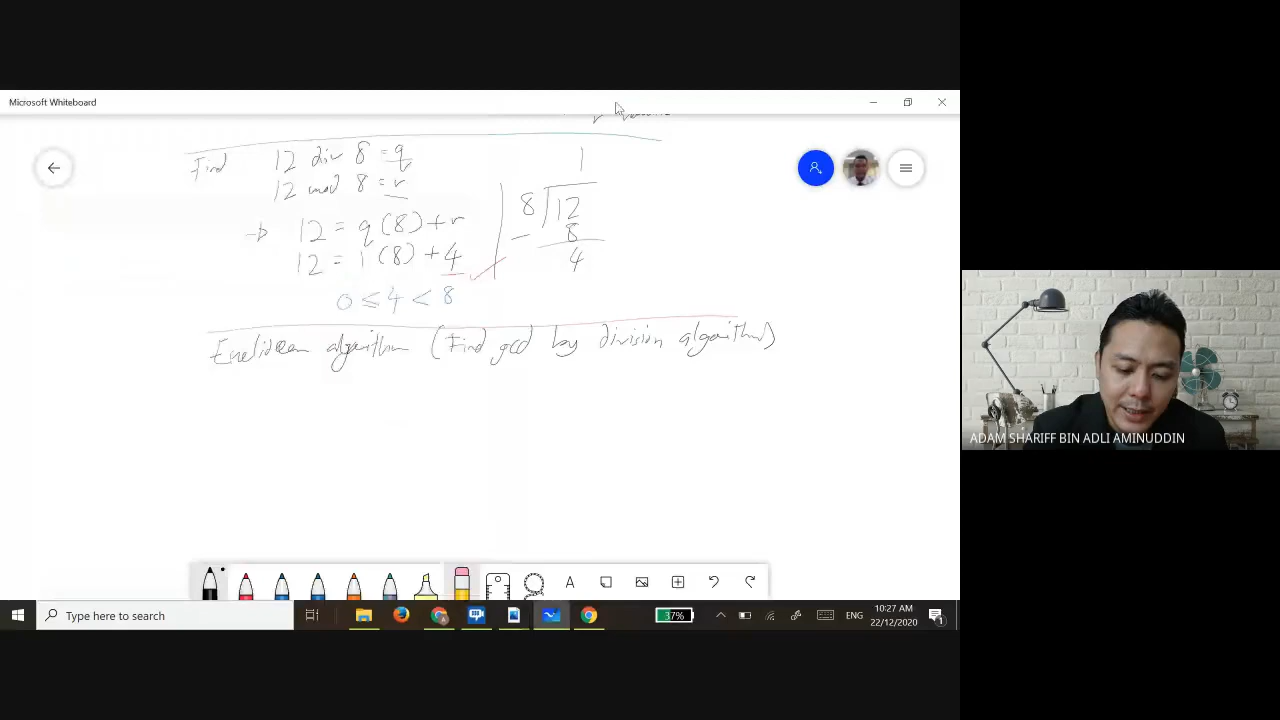 Microsoft Whiteboard
Find 12 div 8 = q
12 mod 8 = r
→ 12 = q (8) + r
12 = 1 (8) + 4
0 ≤ 4 < 8
1
8 12
- 8
4
Euclidean algorithm (Find gcd by division algorithm)
ADAM SHARIFF BIN ADLI AMINUDDIN
Type here to search
37%
ENG
10:27 AM
22/12/2020
1